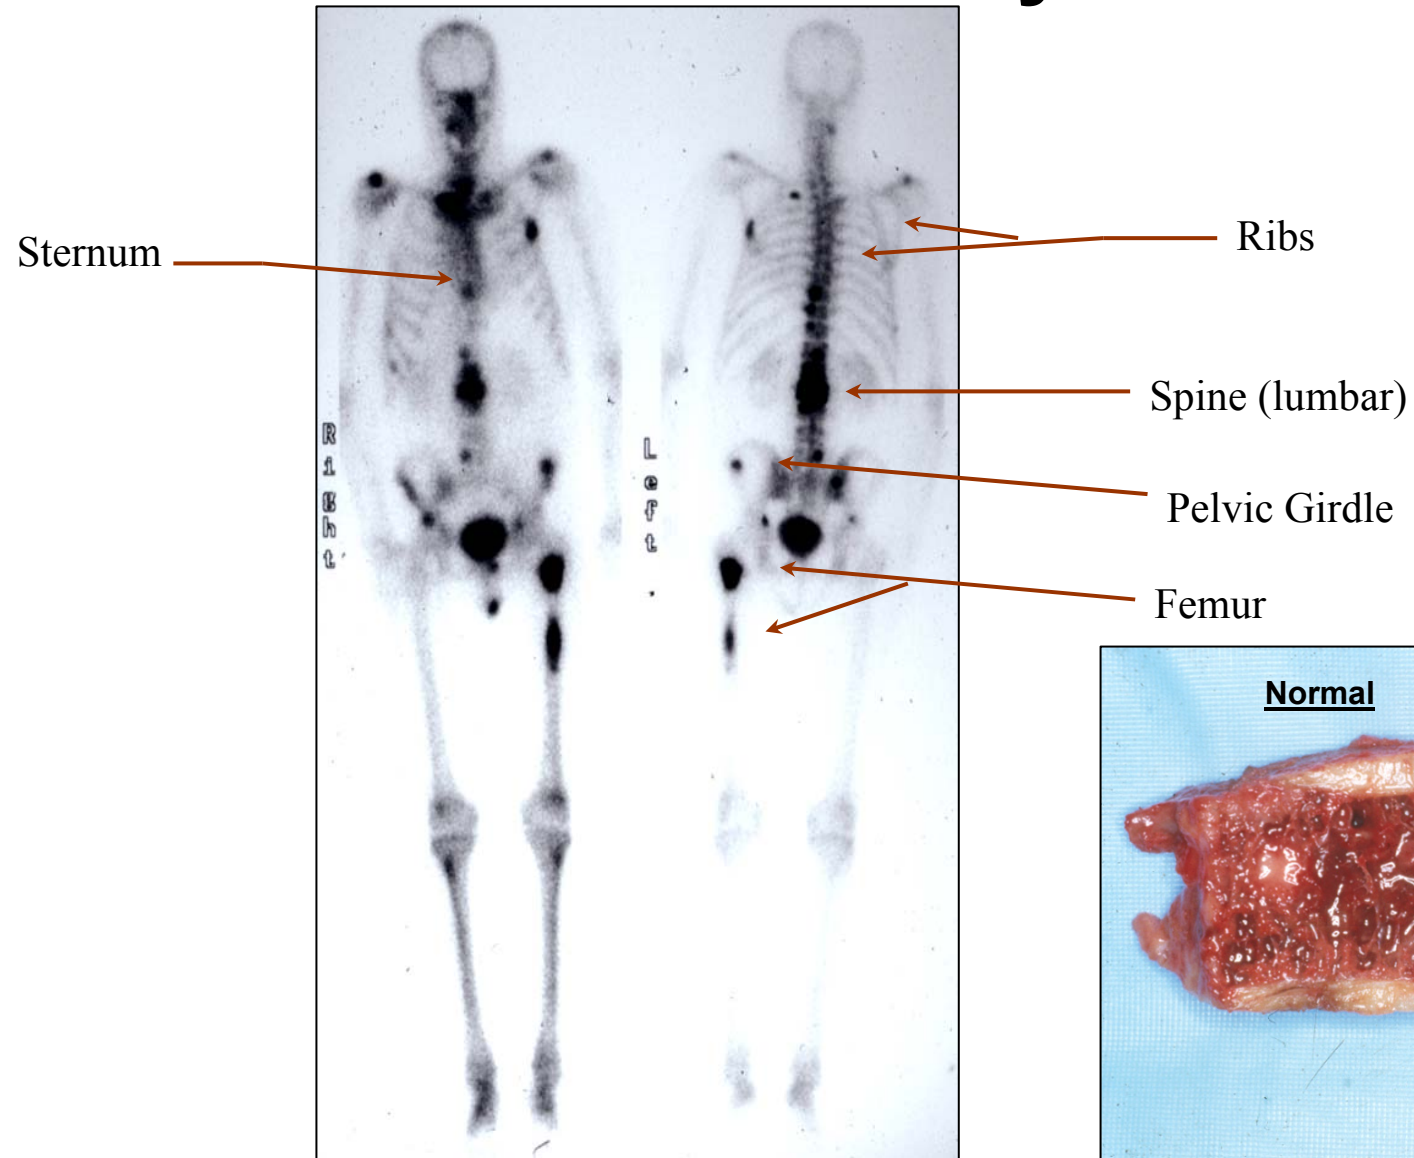 Sternum
Ribs
Spine (lumbar)
Pelvic Girdle
Femur
Right
Left
Normal